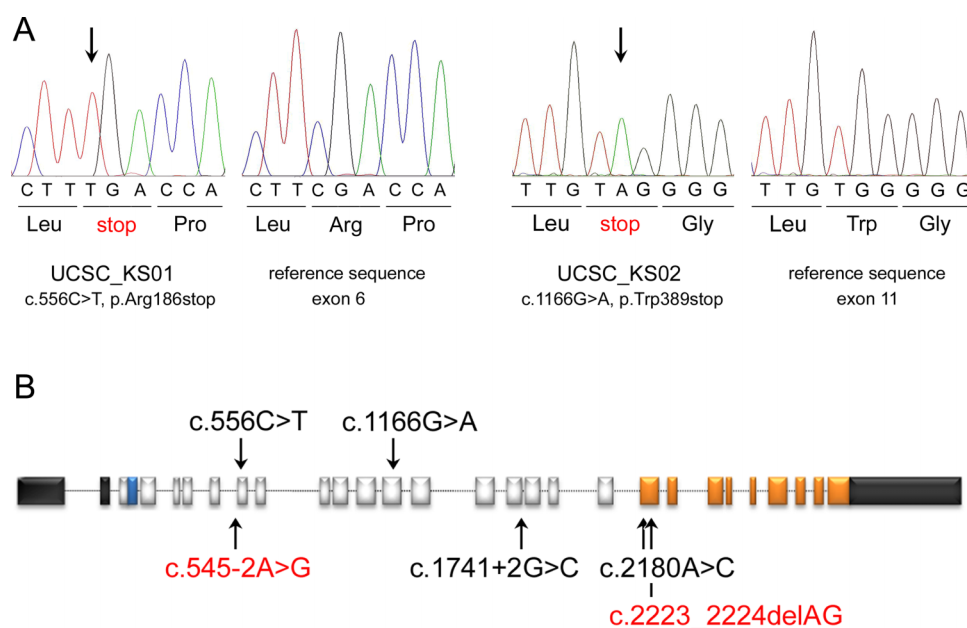 A
C T T T G A C C A
C T T C G A C C A
T T G T A G G G G
T T G T G G G G G
Leu stop Pro
Leu Arg Pro
Leu stop Gly
Leu Trp Gly
UCSC_KS01
c.556C>T, p.Arg186stop
reference sequence
exon 6
UCSC_KS02
c.1166G>A, p.Trp389stop
reference sequence
exon 11
B
c.556C>T c.1166G>A
c.545-2A>G c.1741+2G>C c.2180A>C
c.2223 2224delAG